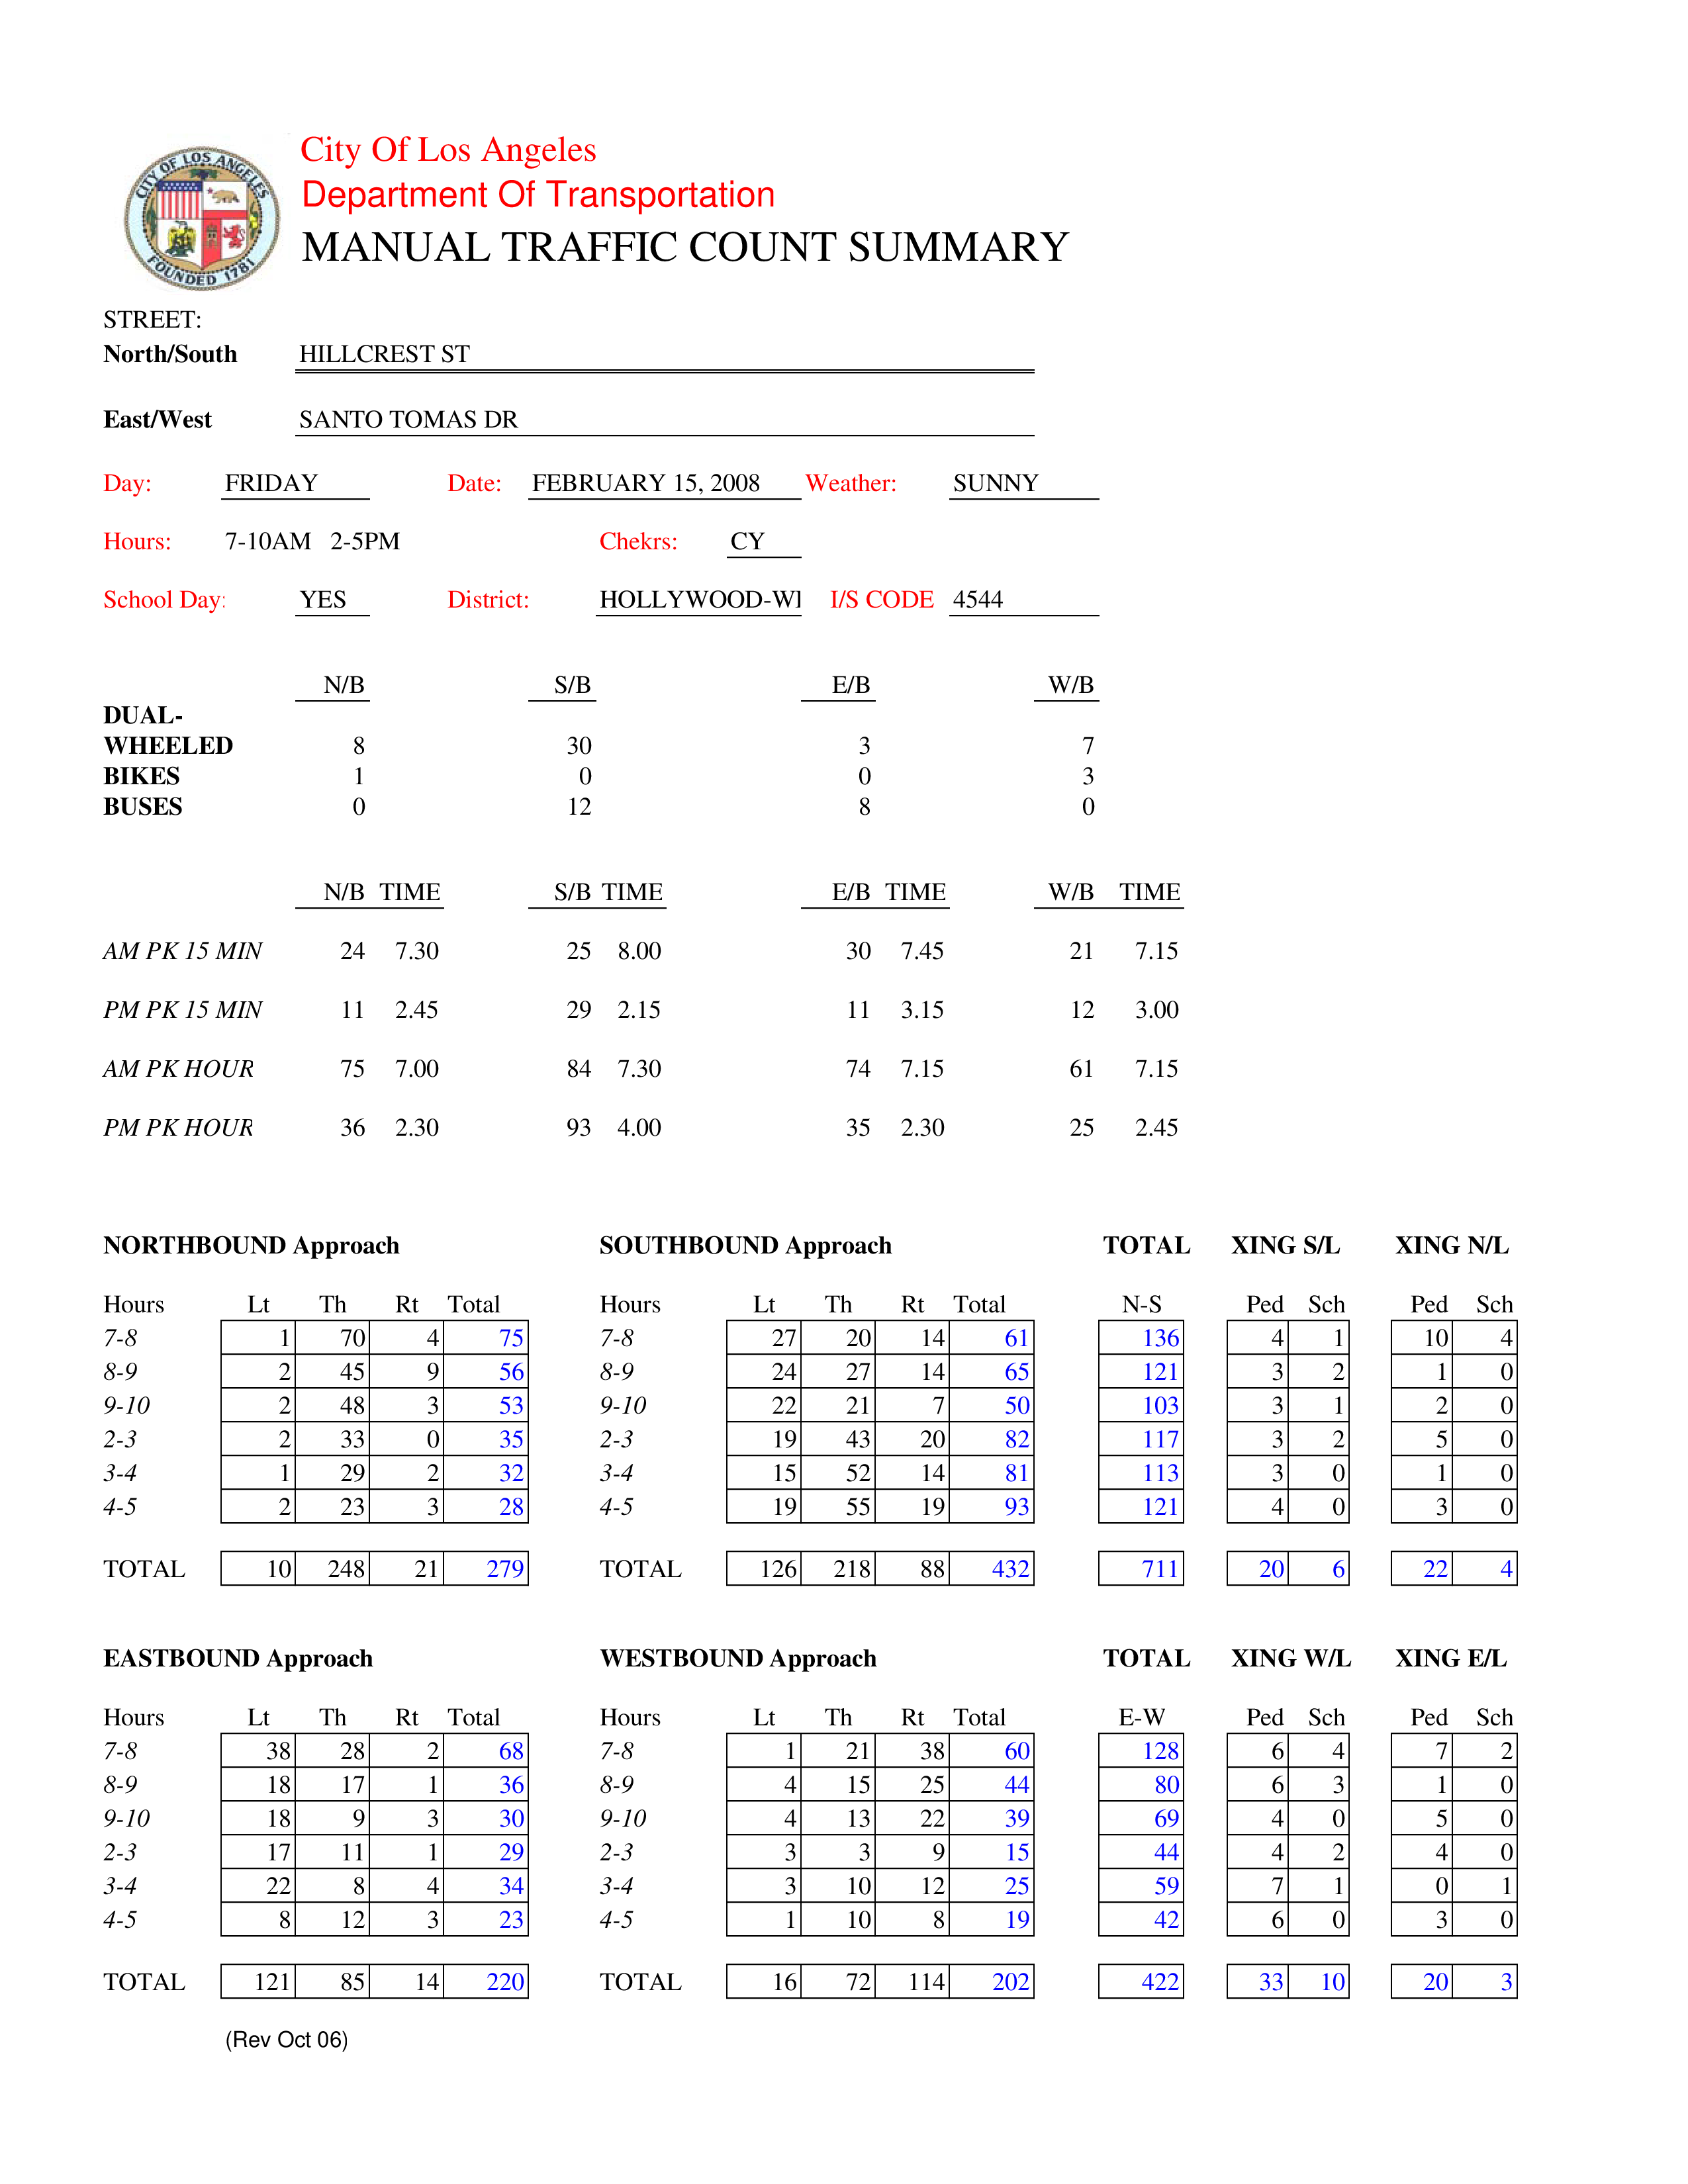 CITY OF LOS ANGELES
FOUNDED 1781
City Of Los Angeles
Department Of Transportation
MANUAL TRAFFIC COUNT SUMMARY
STREET:
North/South HILLCREST ST
East/West SANTO TOMAS DR
Day: FRIDAY Date: FEBRUARY 15, 2008 Weather: SUNNY
Hours: 7-10AM 2-5PM Chekrs: CY
School Day: YES District: HOLLYWOOD-WI I/S CODE 4544
N/B S/B E/B W/B
DUAL-
WHEELED 8 30 3 7
BIKES 1 0 0 3
BUSES 0 12 8 0
N/B TIME S/B TIME E/B TIME W/B TIME
AM PK 15 MIN 24 7.30 25 8.00 30 7.45 21 7.15
PM PK 15 MIN 11 2.45 29 2.15 11 3.15 12 3.00
AM PK HOUR 75 7.00 84 7.30 74 7.15 61 7.15
PM PK HOUR 36 2.30 93 4.00 35 2.30 25 2.45
NORTHBOUND Approach SOUTHBOUND Approach TOTAL XING S/L XING N/L
Hours Lt Th Rt Total Hours Lt Th Rt Total N-S Ped Sch Ped Sch
7-8 1 70 4 75 7-8 27 20 14 61 136 4 1 10 4
8-9 2 45 9 56 8-9 24 27 14 65 121 3 2 1 0
9-10 2 48 3 53 9-10 22 21 7 50 103 3 1 2 0
2-3 2 33 0 35 2-3 19 43 20 82 117 3 2 5 0
3-4 1 29 2 32 3-4 15 52 14 81 113 3 0 1 0
4-5 2 23 3 28 4-5 19 55 19 93 121 4 0 3 0
TOTAL 10 248 21 279 TOTAL 126 218 88 432 711 20 6 22 4
EASTBOUND Approach WESTBOUND Approach TOTAL XING W/L XING E/L
Hours Lt Th Rt Total Hours Lt Th Rt Total E-W Ped Sch Ped Sch
7-8 38 28 2 68 7-8 1 21 38 60 128 6 4 7 2
8-9 18 17 1 36 8-9 4 15 25 44 80 6 3 1 0
9-10 18 9 3 30 9-10 4 13 22 39 69 4 0 5 0
2-3 17 11 1 29 2-3 3 3 9 15 44 4 2 4 0
3-4 22 8 4 34 3-4 3 10 12 25 59 7 1 0 1
4-5 8 12 3 23 4-5 1 10 8 19 42 6 0 3 0
TOTAL 121 85 14 220 TOTAL 16 72 114 202 422 33 10 20 3
(Rev Oct 06)